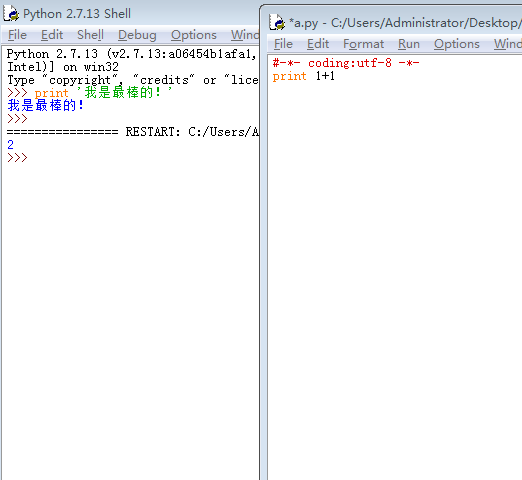 Python 2.7.13 Shell
File Edit Shell Debug Options
Python 2.7.13 (v2.7.13:a06454b1afa1,
Intel)] on win32
Type "copyright", "credits" or "lice
>>> print '我是最棒的！'
我是最棒的！
>>>
================ RESTART: C:/Users/A
2
>>>
*a.py - C:/Users/Administrator/Desktop/
File Edit Format Run Options Windo
#-*- coding:utf-8 -*-
print 1+1